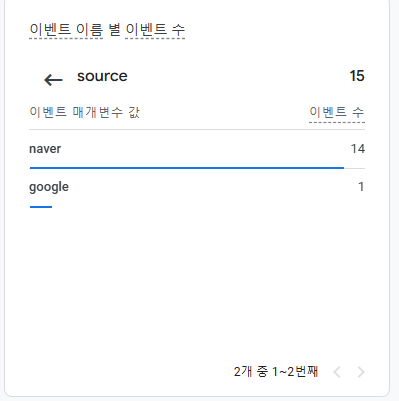 이벤트 이름 별 이벤트 수
source 15
이벤트 매개변수 값 이벤트 수
naver 14
google 1
2개 중 1~2번째